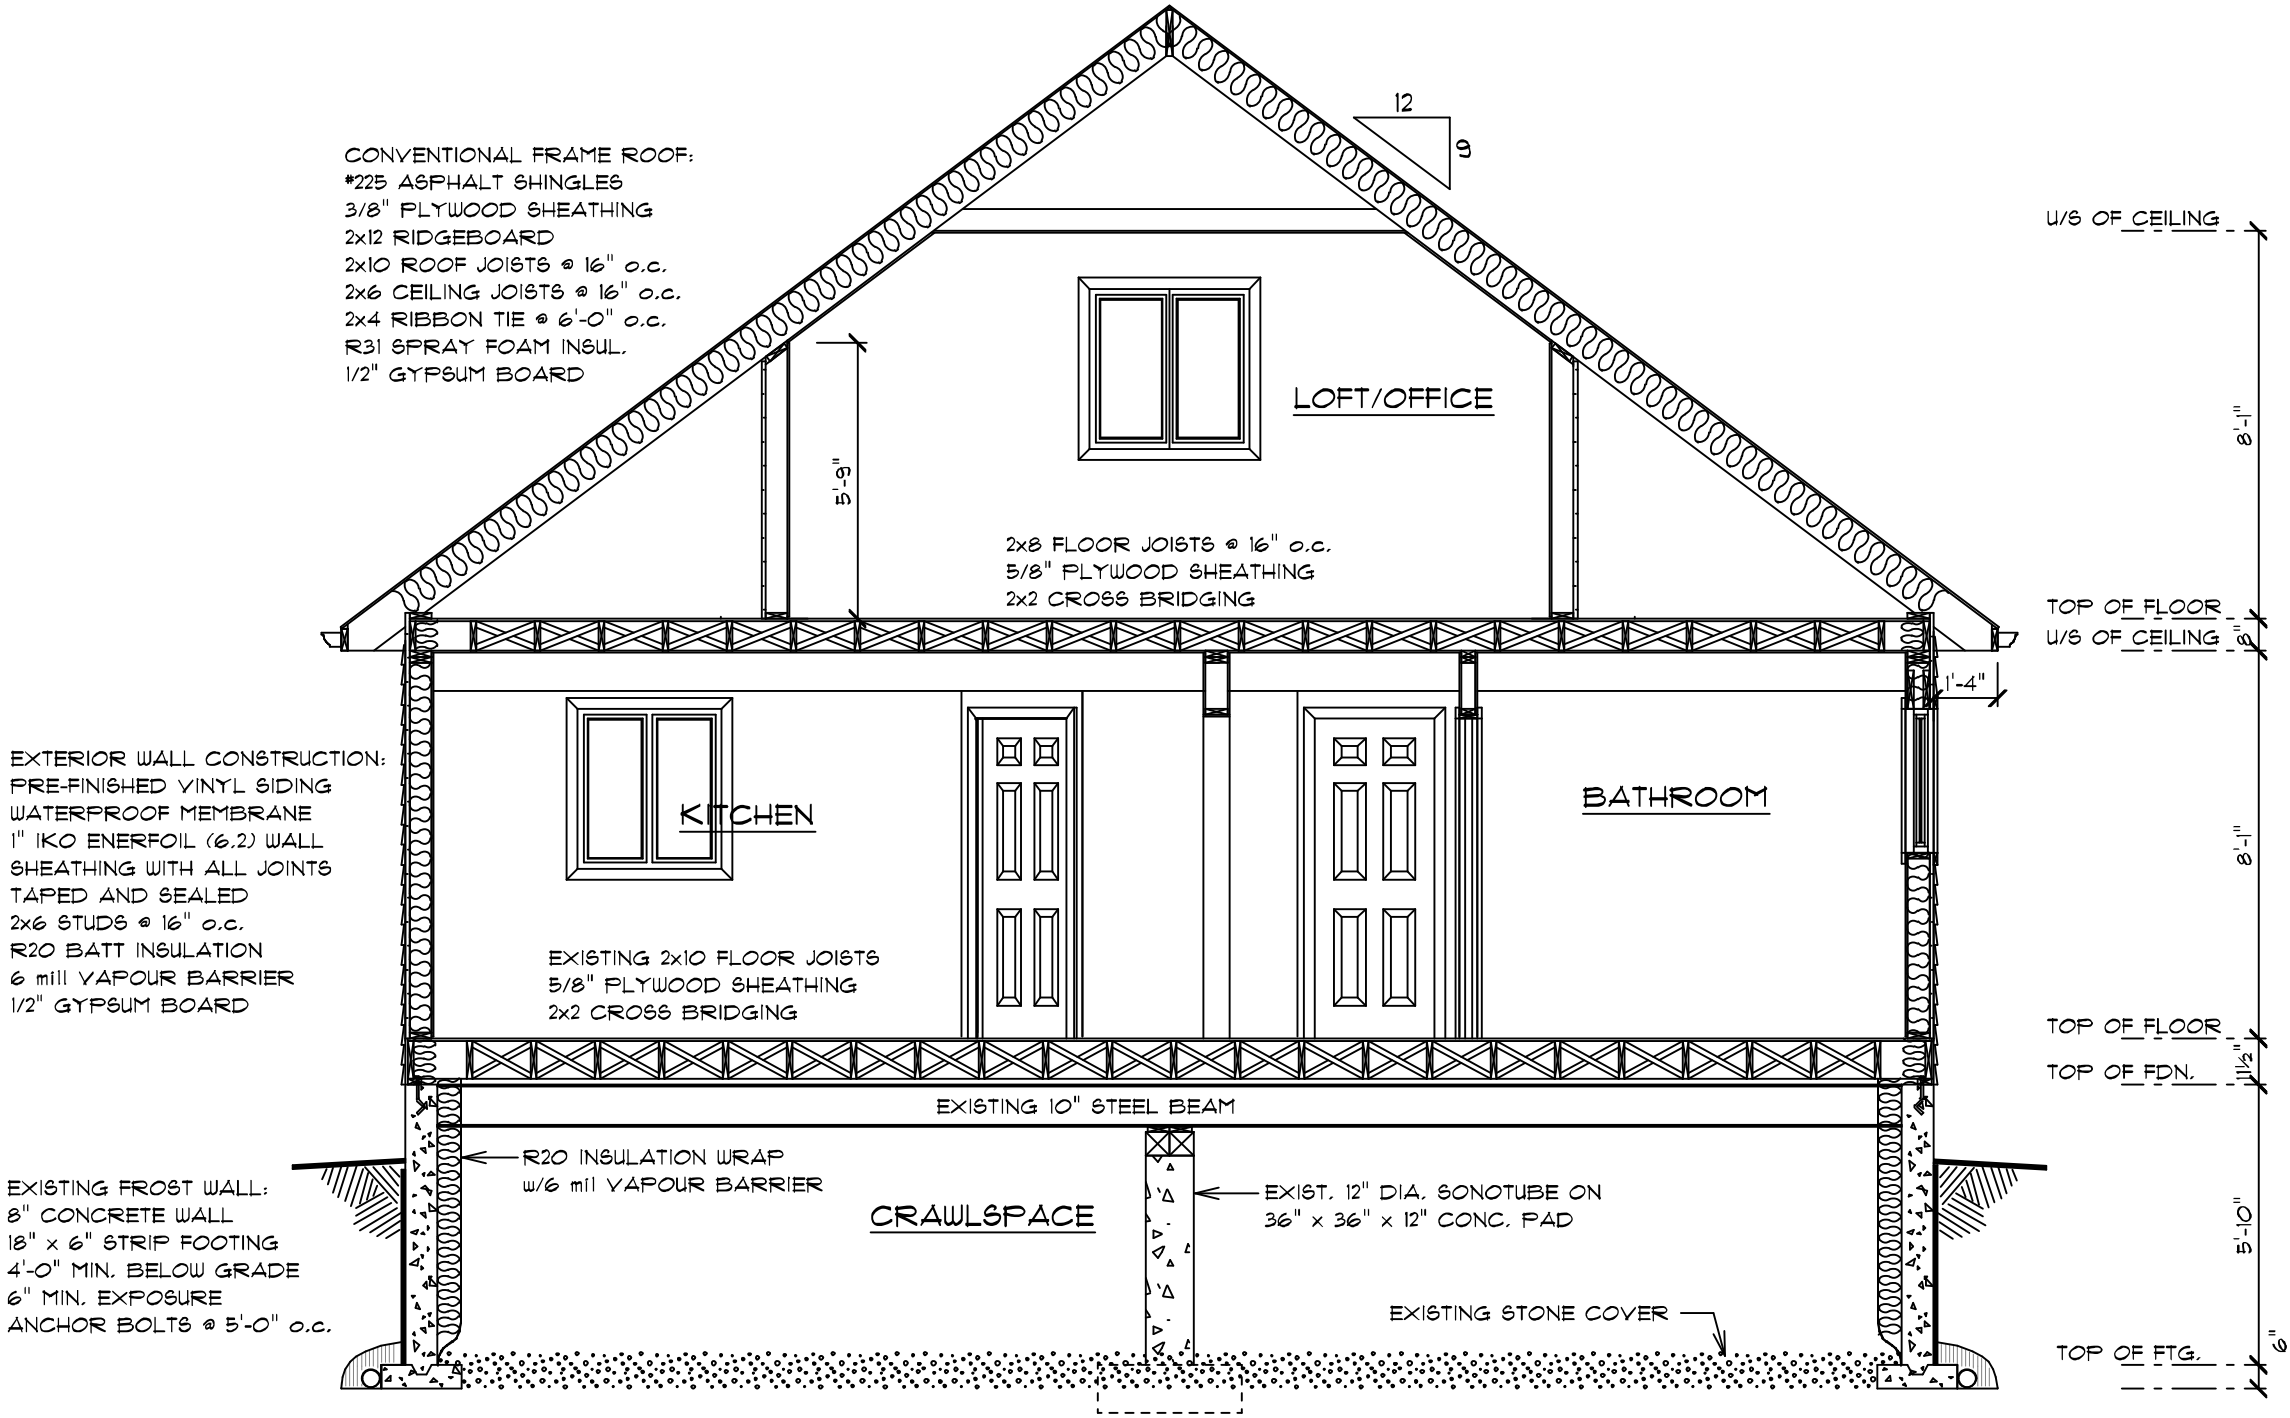 12
9
CONVENTIONAL FRAME ROOF:
#225 ASPHALT SHINGLES
3/8" PLYWOOD SHEATHING
2x12 RIDGEBOARD
2x10 ROOF JOISTS @ 16" o.c.
2x6 CEILING JOISTS @ 16" o.c.
2x4 RIBBON TIE @ 6'-0" o.c.
R31 SPRAY FOAM INSUL.
1/2" GYPSUM BOARD
U/S OF CEILING
8'-1"
LOFT/OFFICE
5'-9"
2x8 FLOOR JOISTS @ 16" o.c.
5/8" PLYWOOD SHEATHING
2x2 CROSS BRIDGING
TOP OF FLOOR
8"
U/S OF CEILING
1'-4"
EXTERIOR WALL CONSTRUCTION:
PRE-FINISHED VINYL SIDING
WATERPROOF MEMBRANE
1" IKO ENERFOIL (6.2) WALL
SHEATHING WITH ALL JOINTS
TAPED AND SEALED
2x6 STUDS @ 16" o.c.
R20 BATT INSULATION
6 mill VAPOUR BARRIER
1/2" GYPSUM BOARD
KITCHEN
BATHROOM
8'-1"
EXISTING 2x10 FLOOR JOISTS
5/8" PLYWOOD SHEATHING
2x2 CROSS BRIDGING
TOP OF FLOOR
11½"
TOP OF FDN.
EXISTING 10" STEEL BEAM
R20 INSULATION WRAP
w/6 mil VAPOUR BARRIER
EXISTING FROST WALL:
8" CONCRETE WALL
18" x 6" STRIP FOOTING
4'-0" MIN. BELOW GRADE
6" MIN. EXPOSURE
ANCHOR BOLTS @ 5'-0" o.c.
CRAWLSPACE
EXIST. 12" DIA. SONOTUBE ON
36" x 36" x 12" CONC. PAD
5'-10"
EXISTING STONE COVER
TOP OF FTG.
6"